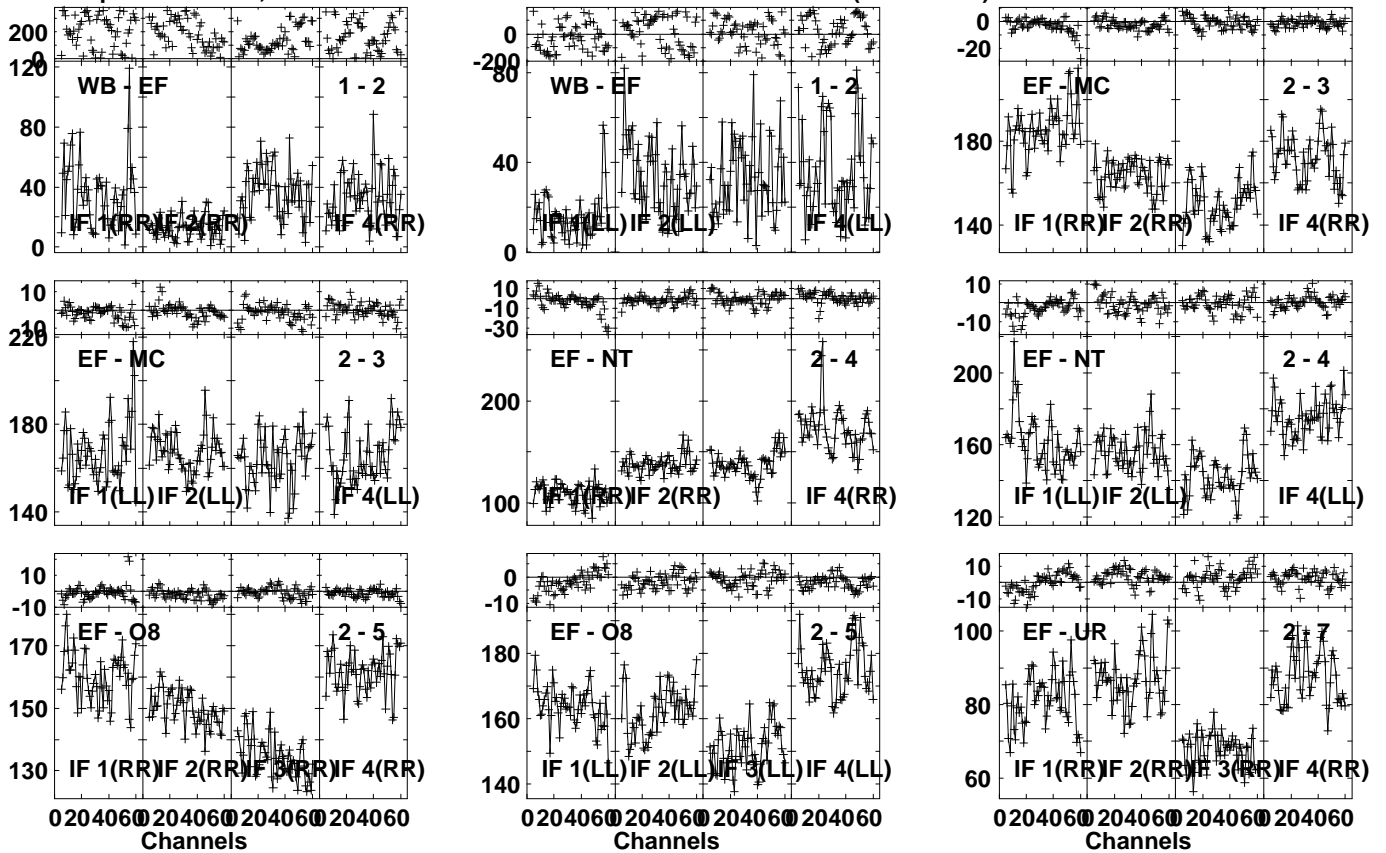 200
0
120
80
40
0
WB - EF
1 - 2
IF 1(RR)
IF 2(RR)
IF 4(RR)
0
-200
80
40
0
WB - EF
1 - 2
IF 1(LL)
IF 2(LL)
IF 4(LL)
0
-20
180
140
EF - MC
2 - 3
IF 1(RR)
IF 2(RR)
IF 4(RR)
10
-10
220
180
140
EF - MC
2 - 3
IF 1(LL)
IF 2(LL)
IF 4(LL)
10
-10
-30
200
100
EF - NT
2 - 4
IF 1(RR)
IF 2(RR)
IF 4(RR)
10
-10
200
160
120
EF - NT
2 - 4
IF 1(LL)
IF 2(LL)
IF 4(LL)
10
-10
170
150
130
EF - O8
2 - 5
IF 1(RR)
IF 2(RR)
IF 3(RR)
IF 4(RR)
0 20 40 60 0 20 40 60 0 20 40 60 0 20 40 60
Channels
0
-10
180
160
140
EF - O8
2 - 5
IF 1(LL)
IF 2(LL)
IF 3(LL)
IF 4(LL)
0 20 40 60 0 20 40 60 0 20 40 60 0 20 40 60
Channels
10
-10
100
80
60
EF - UR
2 - 7
IF 1(RR)
IF 2(RR)
IF 3(RR)
IF 4(RR)
0 20 40 60 0 20 40 60 0 20 40 60 0 20 40 60
Channels